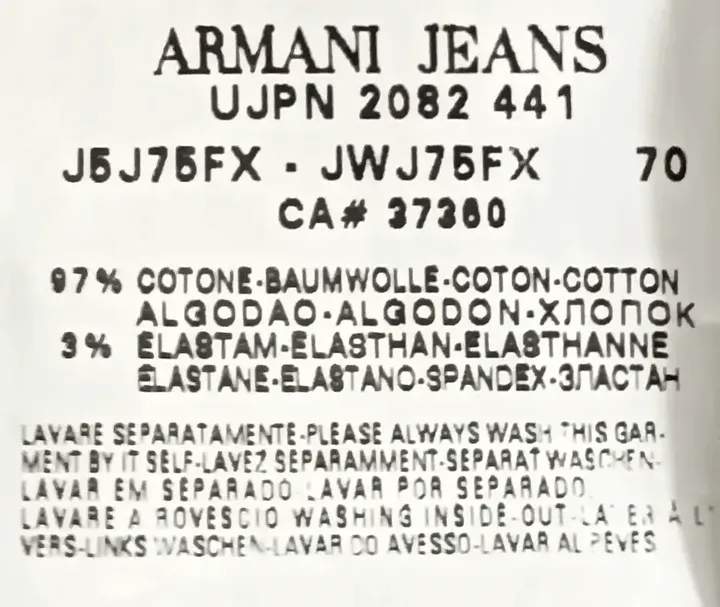 ARMANI JEANS
UJPN 2082 441
J5J75FX - JWJ75FX 70
CA# 37360
97% COTONE-BAUMWOLLE-COTON-COTTON
ALGODAO-ALGODON-ХЛОПОК
3% ELASTAM-ELASTHAN-ELASTHANNE
ELASTANE-ELASTANO-SPANDEX-ЭЛАСТАН
LAVARE SEPARATAMENTE-PLEASE ALWAYS WASH THIS GAR-
MENT BY IT SELF-LAVEZ SEPARAMMENT-SEPARAT WASCHEN-
LAVAR EM SEPARADO LAVAR POR SEPARADO
LAVARE A ROVESCIO WASHING INSIDE-OUT-LAVER À L'
VERS-LINKS WASCHEN-LAVAR DO AVESSO-LAVAR AL